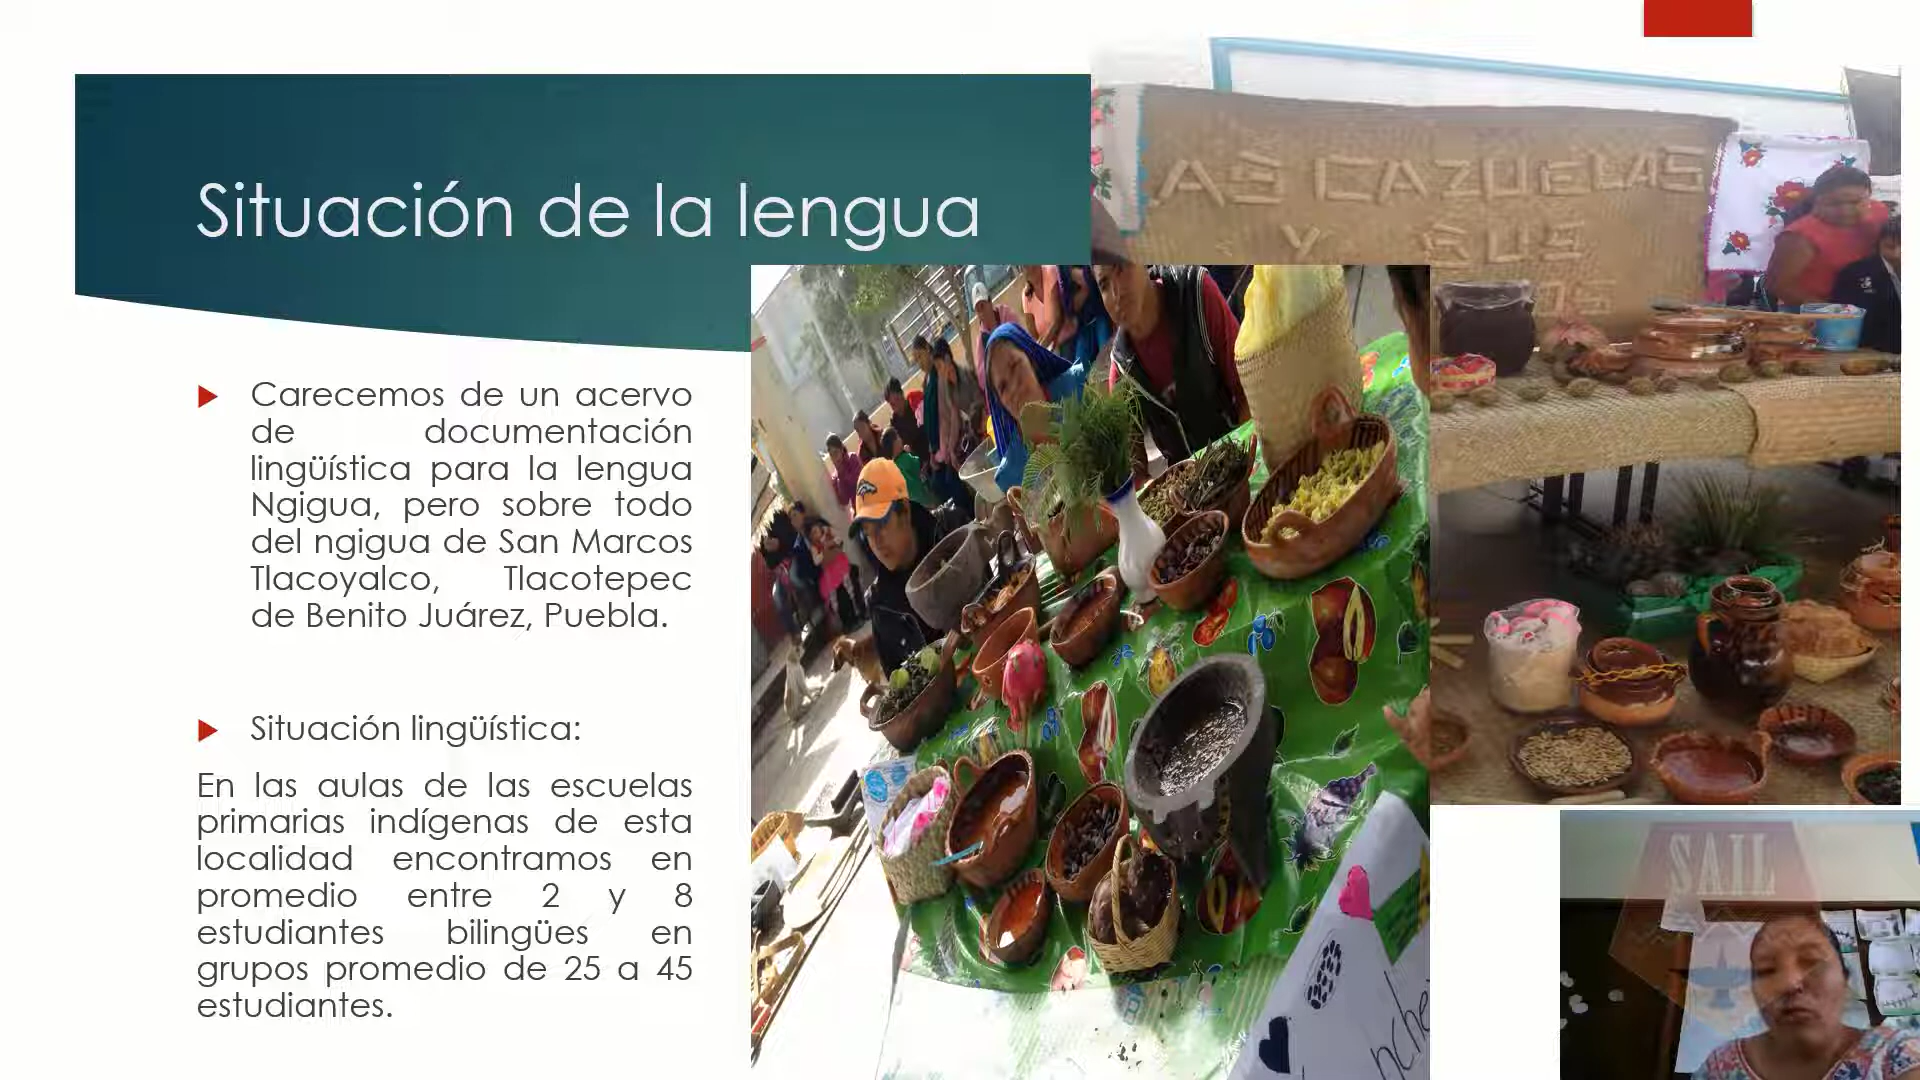 Situación de la lengua
Carecemos de un acervo
de documentación
lingüística para la lengua
Ngigua, pero sobre todo
del ngigua de San Marcos
Tlacoyalco, Tlacotepec
de Benito Juárez, Puebla.
Situación lingüística:
En las aulas de las escuelas
primarias indígenas de esta
localidad encontramos en
promedio entre 2 y 8
estudiantes bilingües en
grupos promedio de 25 a 45
estudiantes.
AS CAZUELAS
Y SUS
SAIL